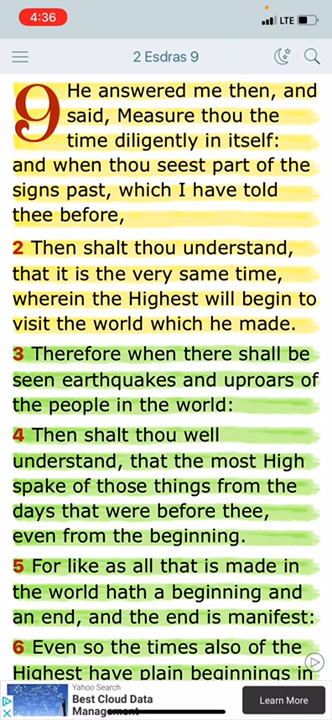 4:36
LTE
2 Esdras 9
9 He answered me then, and
said, Measure thou the
time diligently in itself:
and when thou seest part of the
signs past, which I have told
thee before,
2 Then shalt thou understand,
that it is the very same time,
wherein the Highest will begin to
visit the world which he made.
3 Therefore when there shall be
seen earthquakes and uproars of
the people in the world:
4 Then shalt thou well
understand, that the most High
spake of those things from the
days that were before thee,
even from the beginning.
5 For like as all that is made in
the world hath a beginning and
an end, and the end is manifest:
6 Even so the times also of the
Highest have plain beginnings in
Yahoo Search
Best Cloud Data
Management
Learn More